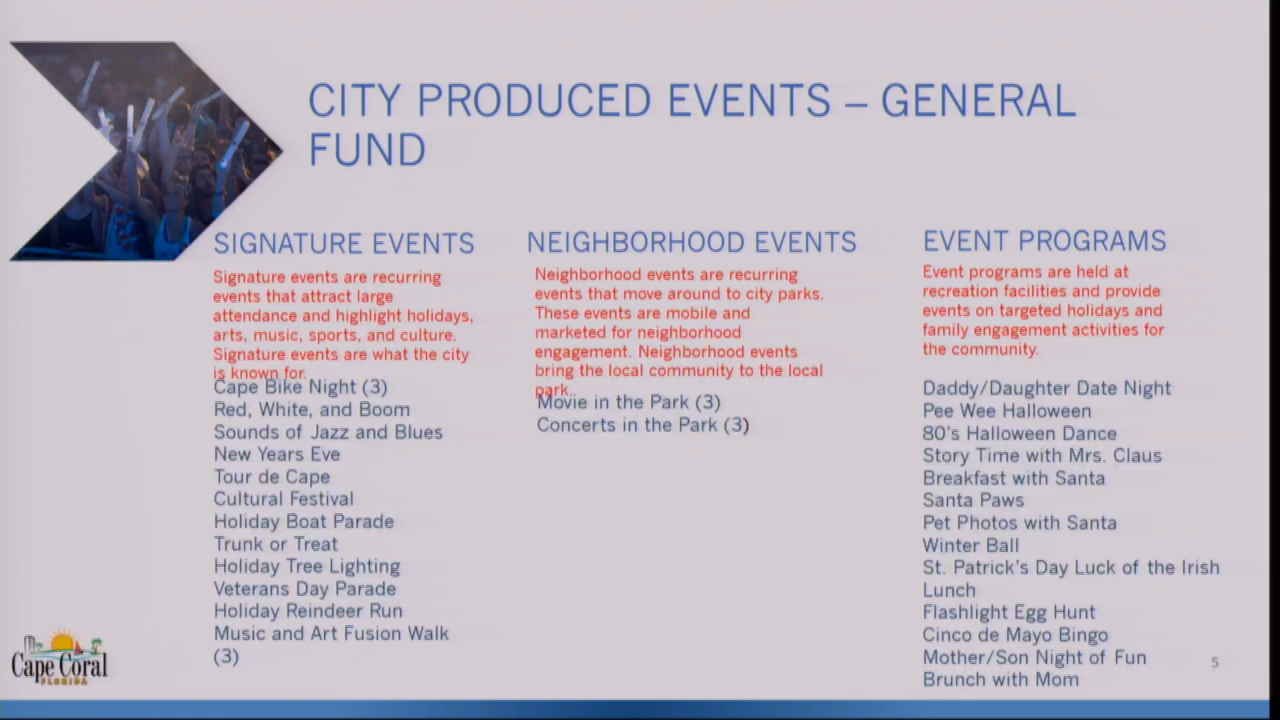 CITY PRODUCED EVENTS – GENERAL
FUND
SIGNATURE EVENTS
Signature events are recurring
events that attract large
attendance and highlight holidays,
arts, music, sports, and culture.
Signature events are what the city
is known for.
Cape Bike Night (3)
Red, White, and Boom
Sounds of Jazz and Blues
New Years Eve
Tour de Cape
Cultural Festival
Holiday Boat Parade
Trunk or Treat
Holiday Tree Lighting
Veterans Day Parade
Holiday Reindeer Run
Music and Art Fusion Walk
(3)
NEIGHBORHOOD EVENTS
Neighborhood events are recurring
events that move around to city parks.
These events are mobile and
marketed for neighborhood
engagement. Neighborhood events
bring the local community to the local
park.
Movie in the Park (3)
Concerts in the Park (3)
EVENT PROGRAMS
Event programs are held at
recreation facilities and provide
events on targeted holidays and
family engagement activities for
the community.
Daddy/Daughter Date Night
Pee Wee Halloween
80's Halloween Dance
Story Time with Mrs. Claus
Breakfast with Santa
Santa Paws
Pet Photos with Santa
Winter Ball
St. Patrick's Day Luck of the Irish
Lunch
Flashlight Egg Hunt
Cinco de Mayo Bingo
Mother/Son Night of Fun
Brunch with Mom
Cape Coral
FLORIDA
5